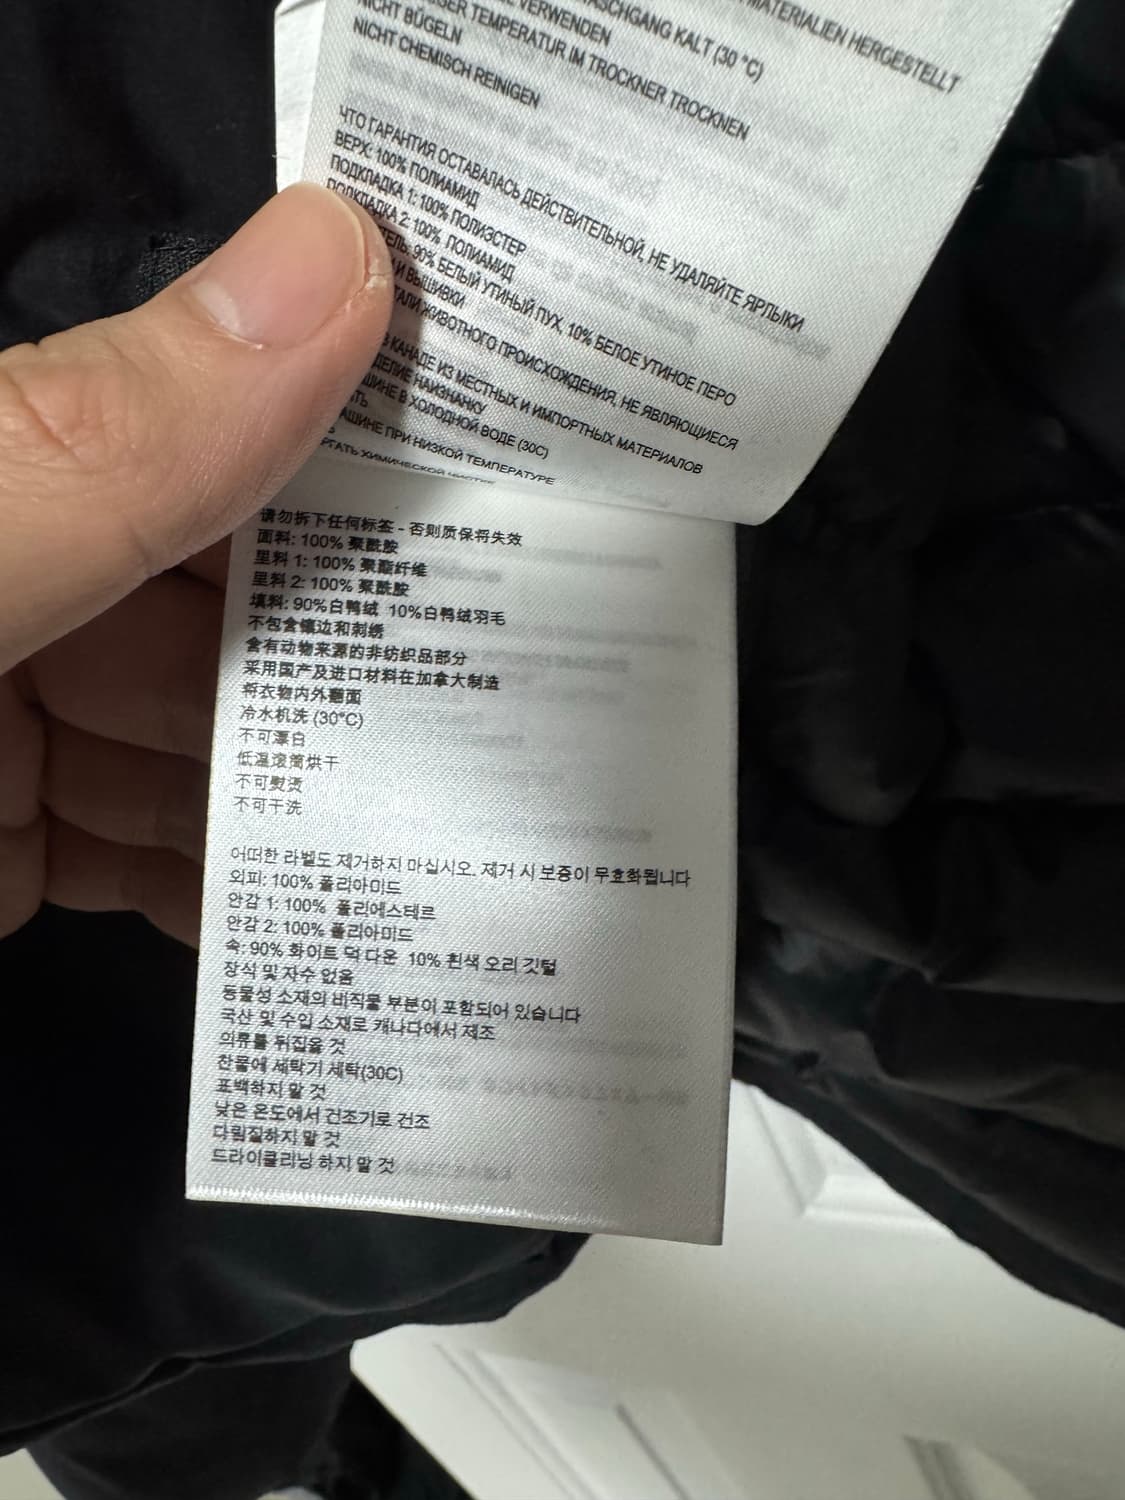 MATERIALIEN HERGESTELLT
WASCHGANG KALT (30 °C)
VERWENDEN
TEMPERATUR IM TROCKNER TROCKNEN
NICHT BÜGELN
NICHT CHEMISCH REINIGEN
ЧТО ГАРАНТИЯ ОСТАВАЛАСЬ ДЕЙСТВИТЕЛЬНОЙ, НЕ УДАЛЯЙТЕ ЯРЛЫКИ
ВЕРХ: 100% ПОЛИАМИД
ПОДКЛАДКА 1: 100% ПОЛИЭСТЕР
ПОДКЛАДКА 2: 100% ПОЛИАМИД
90% БЕЛЫЙ УТИНЫЙ ПУХ, 10% БЕЛОЕ УТИНОЕ ПЕРО
И ВЫШИВКИ
ЖИВОТНОГО ПРОИСХОЖДЕНИЯ, НЕ ЯВЛЯЮЩИЕСЯ
В КАНАДЕ ИЗ МЕСТНЫХ И ИМПОРТНЫХ МАТЕРИАЛОВ
НАИЗНАНКУ
В ХОЛОДНОЙ ВОДЕ (30C)
ПРИ НИЗКОЙ ТЕМПЕРАТУРЕ
请勿拆下任何标签 - 否则质保将失效
面料: 100% 聚酰胺
里料 1: 100% 聚酯纤维
里料 2: 100% 聚酰胺
填料: 90%白鸭绒 10%白鸭绒羽毛
不包含镶边和刺绣
含有动物来源的非纺织品部分
采用国产及进口材料在加拿大制造
将衣物内外翻面
冷水机洗 (30°C)
不可漂白
低温滚筒烘干
不可熨烫
不可干洗
어떠한 라벨도 제거하지 마십시오. 제거 시 보증이 무효화됩니다
외피: 100% 폴리아미드
안감 1: 100% 폴리에스테르
안감 2: 100% 폴리아미드
속: 90% 화이트 덕 다운 10% 흰색 오리 깃털
장식 및 자수 없음
동물성 소재의 비직물 부분이 포함되어 있습니다
국산 및 수입 소재로 캐나다에서 제조
의류를 뒤집을 것
찬물에 세탁기 세탁(30C)
표백하지 말 것
낮은 온도에서 건조기로 건조
다림질하지 말 것
드라이클리닝 하지 말 것